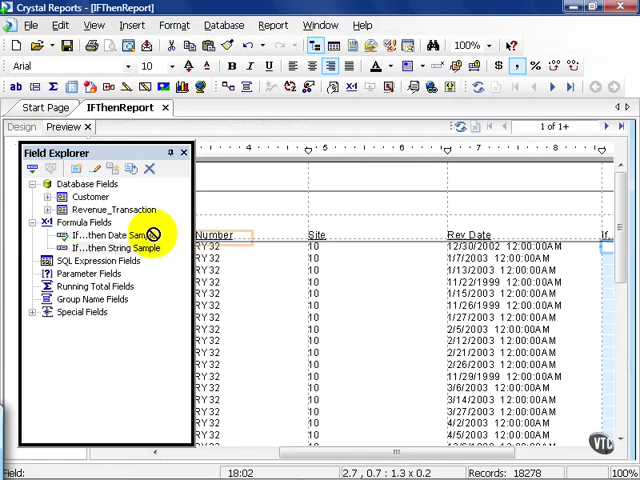 Crystal Reports - [IFThenReport]
File Edit View Insert Format Database Report Window Help
100%
Arial 10 B I U A
ab $ , %
Start Page IFThenReport
Design Preview 1 of 1+
Field Explorer
Database Fields
Customer
Revenue_Transaction
Formula Fields
If...then Date Sample
If...then String Sample
SQL Expression Fields
Parameter Fields
Running Total Fields
Group Name Fields
Special Fields
4 5 6 7
Number Site Rev Date If..
RY32 10 12/30/2002 12:00:00AM
RY32 10 1/7/2003 12:00:00AM
RY32 10 1/13/2003 12:00:00AM
RY32 10 11/22/1999 12:00:00AM
RY32 10 1/15/2003 12:00:00AM
RY32 10 11/26/1999 12:00:00AM
RY32 10 1/27/2003 12:00:00AM
RY32 10 2/5/2003 12:00:00AM
RY32 10 2/12/2003 12:00:00AM
RY32 10 2/21/2003 12:00:00AM
RY32 10 2/26/2003 12:00:00AM
RY32 10 11/29/1999 12:00:00AM
RY32 10 3/6/2003 12:00:00AM
RY32 10 3/14/2003 12:00:00AM
RY32 10 3/27/2003 12:00:00AM
RY32 10 4/2/2003 12:00:00AM
RY32 10 4/5/2003 12:00:00AM
VTC
Field: 18:02 2.7 , 0.7 : 1.3 x 0.2 Records: 18278 100%